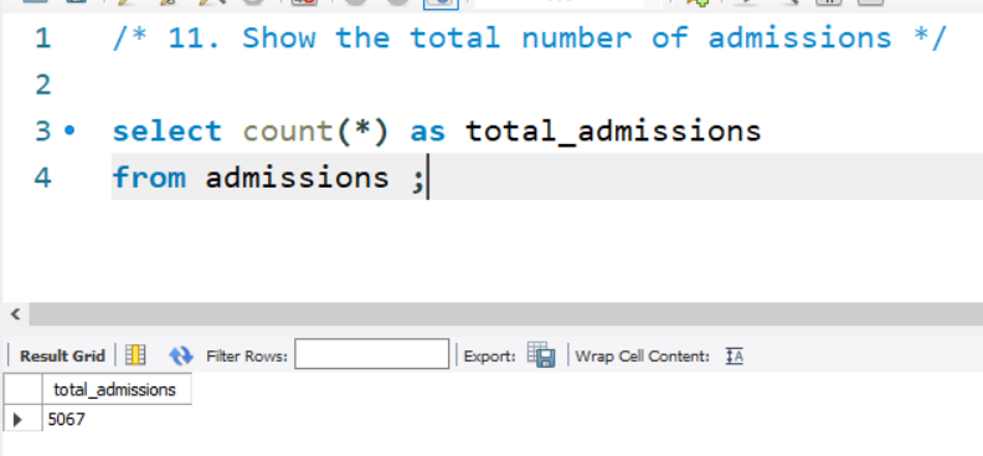 1 /* 11. Show the total number of admissions */
2
3 select count(*) as total_admissions
4 from admissions ;
Result Grid Filter Rows: Export: Wrap Cell Content: IA
total_admissions
5067